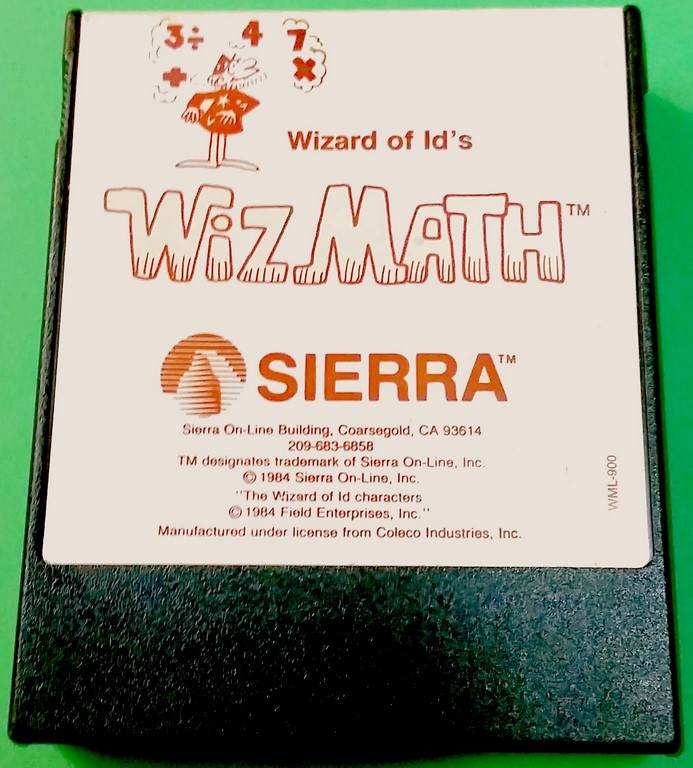 3÷ 4 7
+ ×
Wizard of Id's
WIZ MATH™
SIERRA™
Sierra On-Line Building, Coarsegold, CA 93614
209-683-6858
TM designates trademark of Sierra On-Line, Inc.
© 1984 Sierra On-Line, Inc.
"The Wizard of Id characters
© 1984 Field Enterprises, Inc."
Manufactured under license from Coleco Industries, Inc.
WML-900